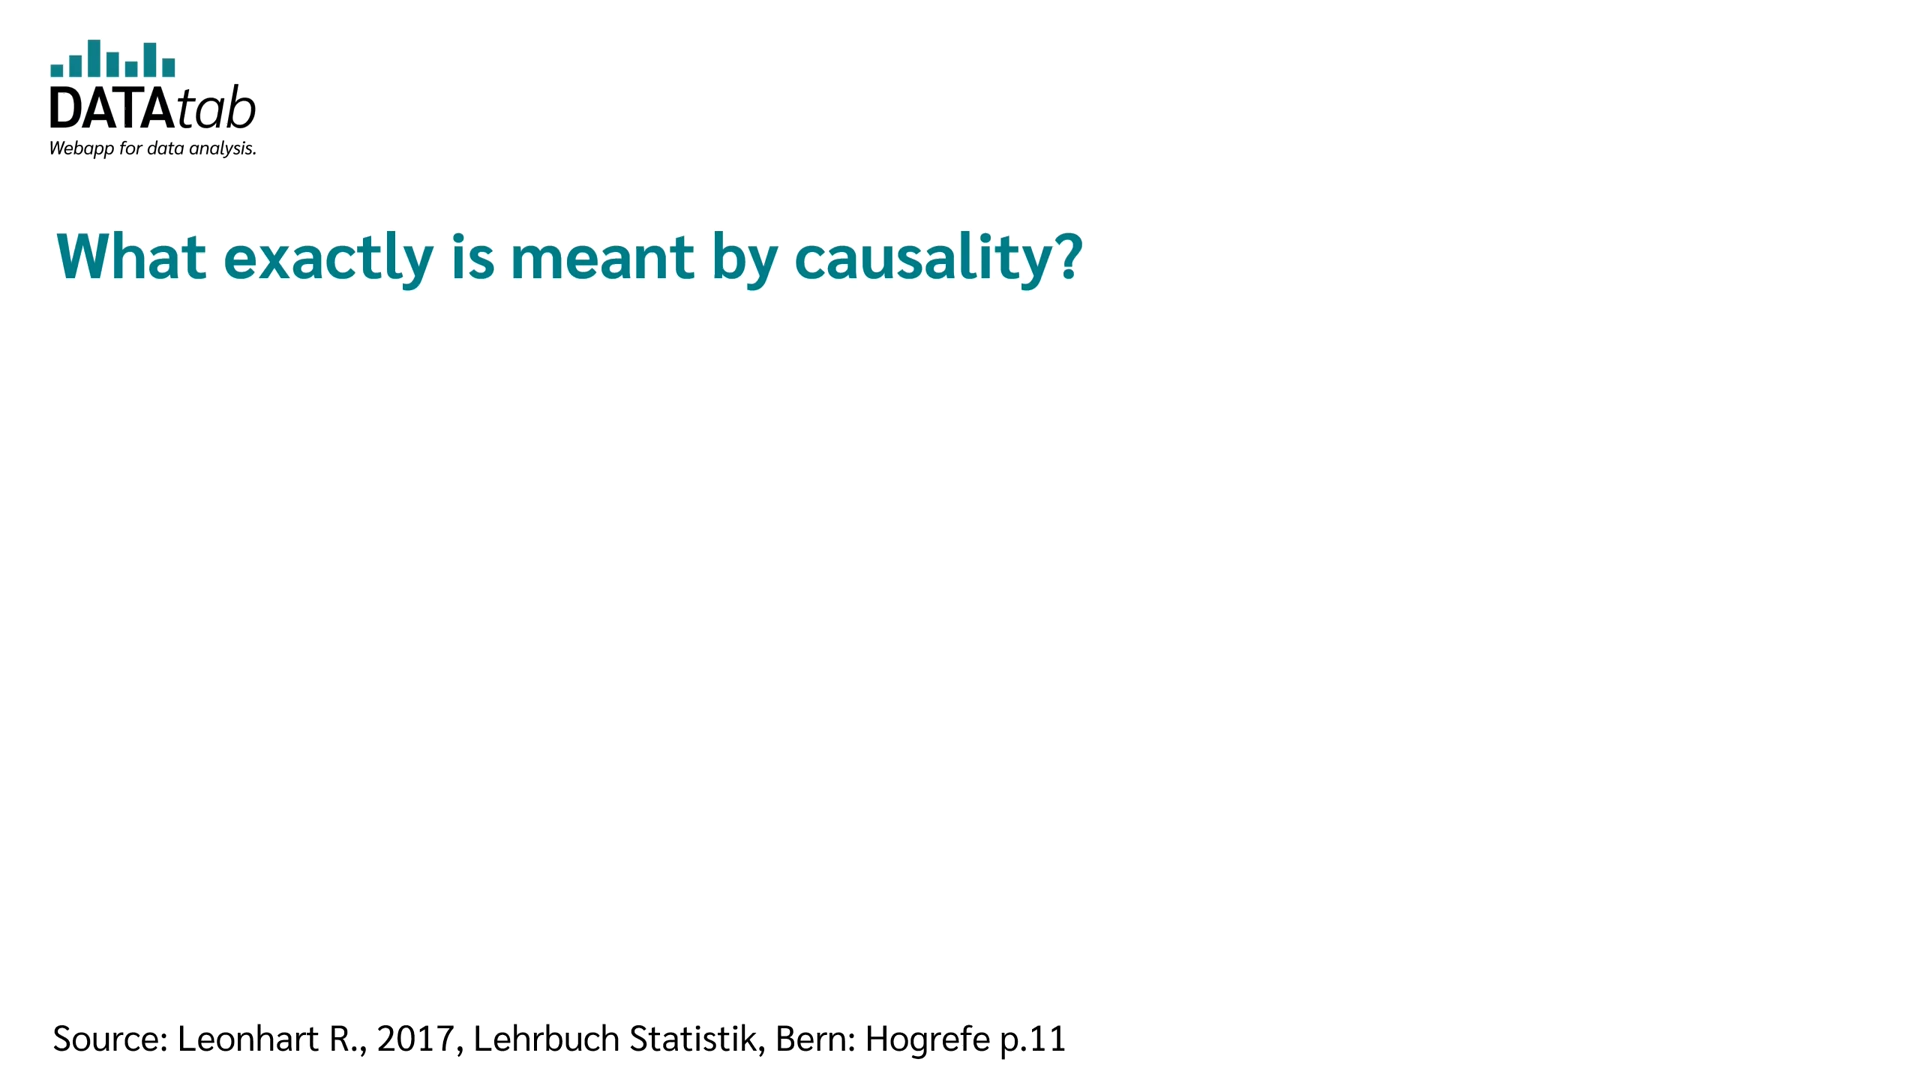 DATAtab
Webapp for data analysis.
What exactly is meant by causality?
Source: Leonhart R., 2017, Lehrbuch Statistik, Bern: Hogrefe p.11